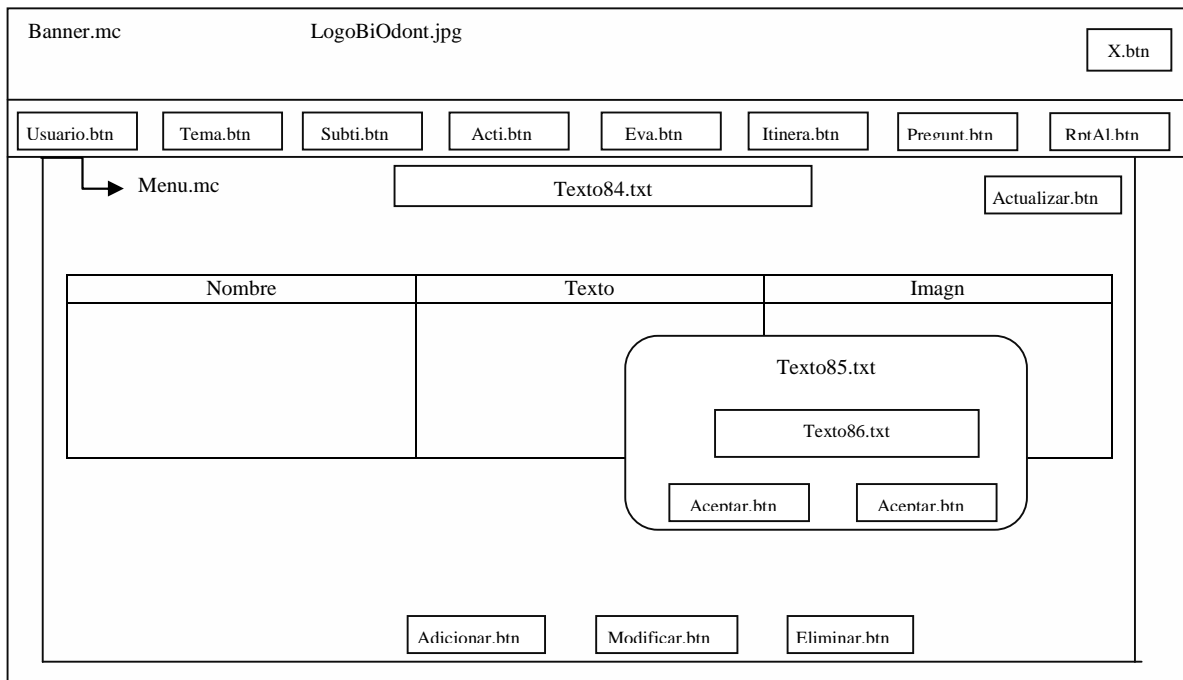 Banner.mc LogoBiOdont.jpg
X.btn
Usuario.btn Tema.btn Subti.btn Acti.btn Eva.btn Itinera.btn Pregunt.btn RptAl.btn
Menu.mc Texto84.txt
Actualizar.btn
Nombre Texto Imagn
Texto85.txt
Texto86.txt
Aceptar.btn Aceptar.btn
Adicionar.btn Modificar.btn Eliminar.btn